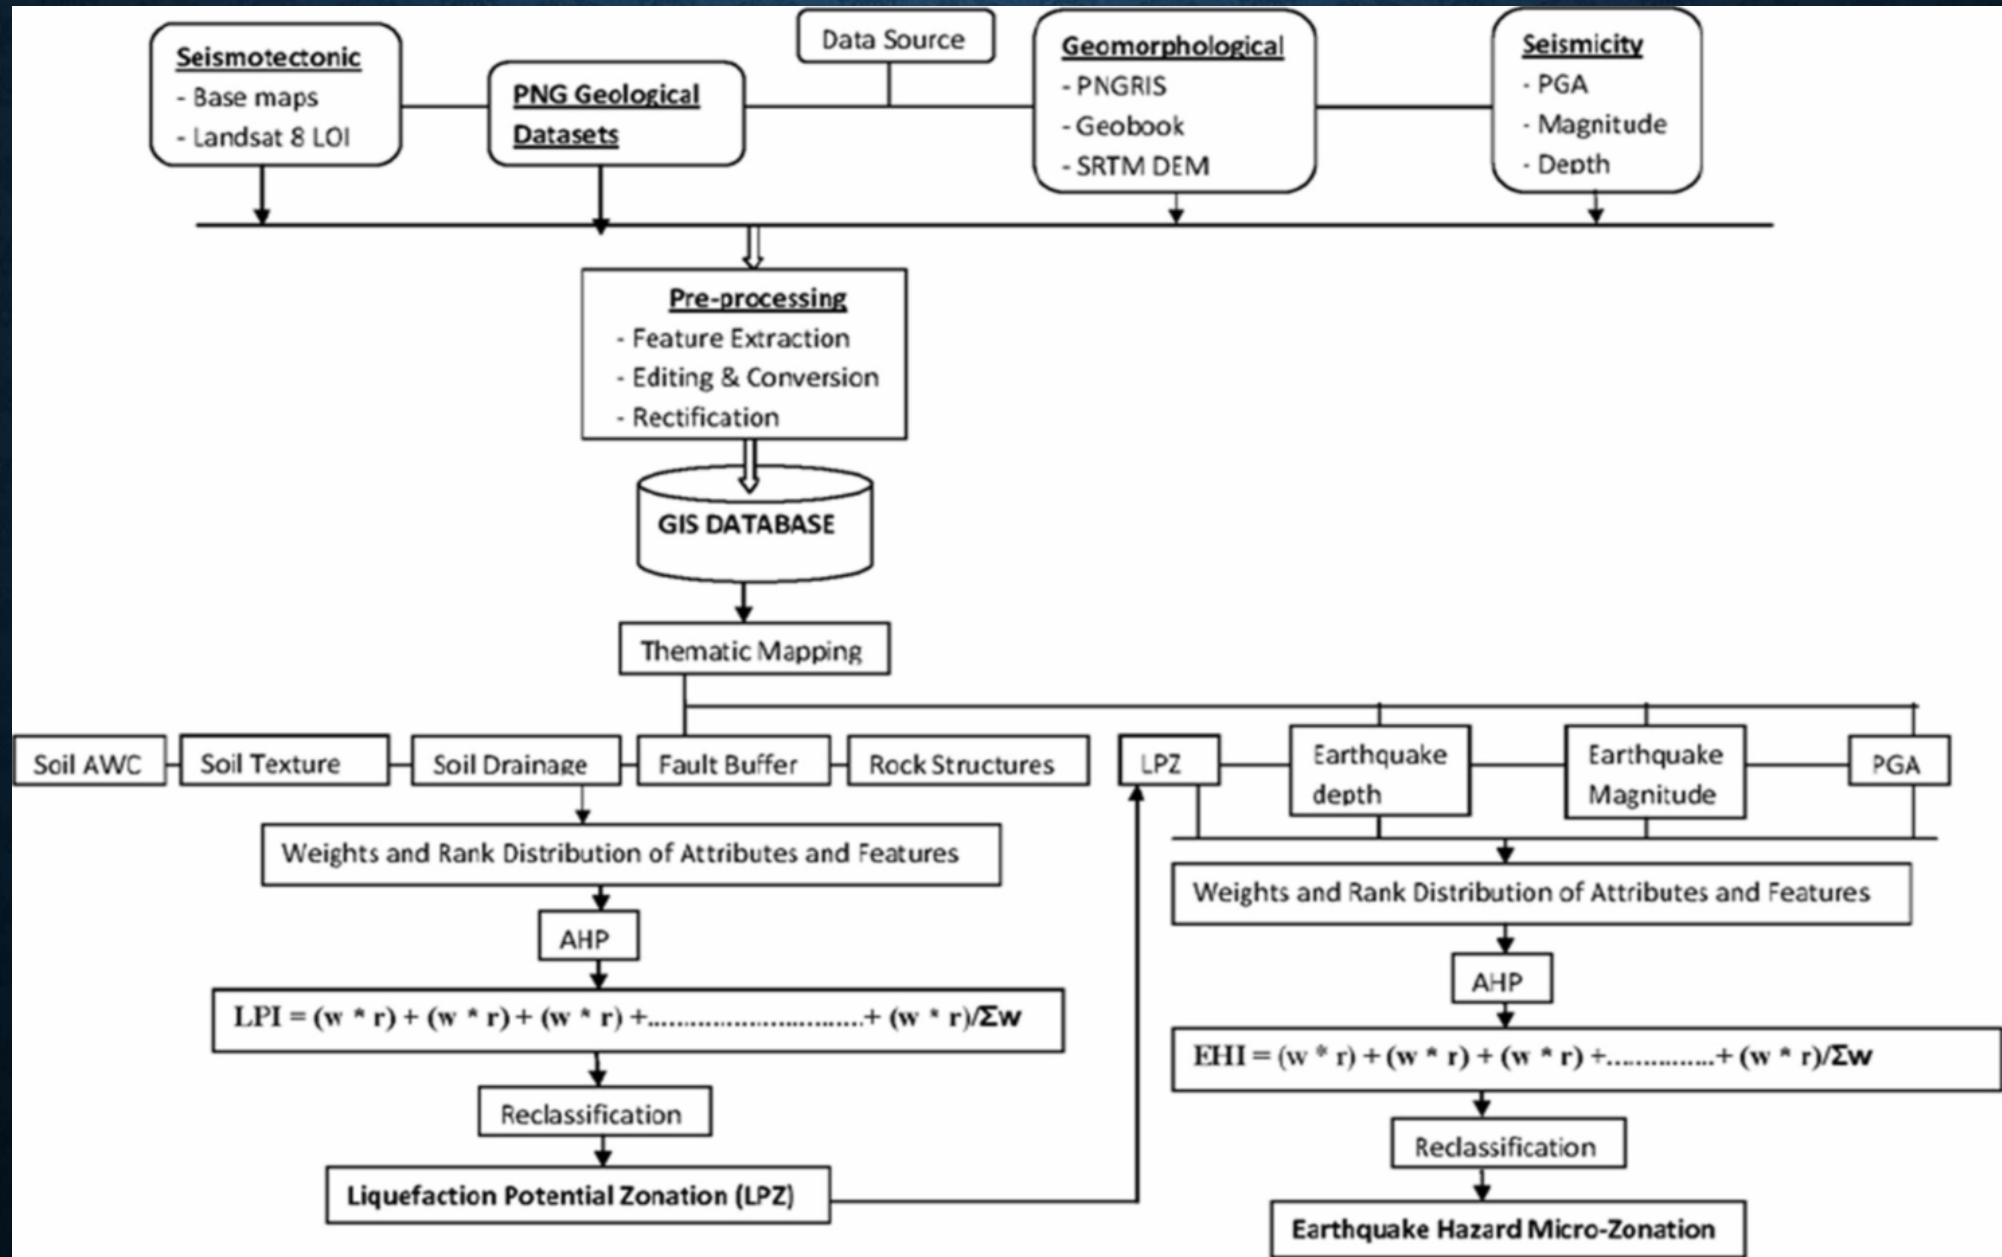 Data Source
Seismotectonic
- Base maps
- Landsat 8 LOI
PNG Geological
Datasets
Geomorphological
- PNGRIS
- Geobook
- SRTM DEM
Seismicity
- PGA
- Magnitude
- Depth
Pre-processing
- Feature Extraction
- Editing & Conversion
- Rectification
GIS DATABASE
Thematic Mapping
Soil AWC
Soil Texture
Soil Drainage
Fault Buffer
Rock Structures
LPZ
Earthquake
depth
Earthquake
Magnitude
PGA
Weights and Rank Distribution of Attributes and Features
AHP
LPI = (w * r) + (w * r) + (w * r) +................................+ (w * r)/Σw
Reclassification
Liquefaction Potential Zonation (LPZ)
Weights and Rank Distribution of Attributes and Features
AHP
EHI = (w * r) + (w * r) + (w * r) +...............+ (w * r)/Σw
Reclassification
Earthquake Hazard Micro-Zonation